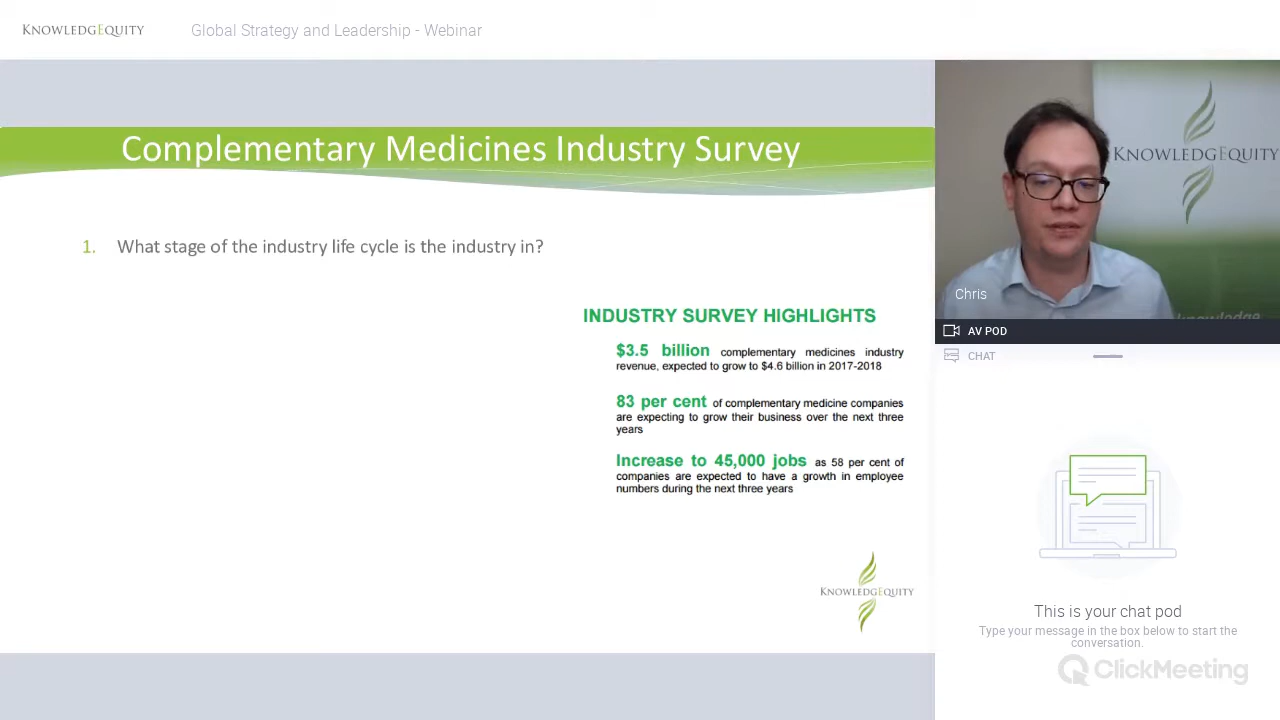 KNOWLEDGEQUITY
Global Strategy and Leadership - Webinar
Complementary Medicines Industry Survey
1. What stage of the industry life cycle is the industry in?
INDUSTRY SURVEY HIGHLIGHTS
$3.5 billion complementary medicines industry
revenue, expected to grow to $4.6 billion in 2017-2018
83 per cent of complementary medicine companies
are expecting to grow their business over the next three
years
Increase to 45,000 jobs as 58 per cent of
companies are expected to have a growth in employee
numbers during the next three years
KNOWLEDGEQUITY
KNOWLEDGEQUITY
knowledge
Chris
AV POD
CHAT
This is your chat pod
Type your message in the box below to start the
conversation.
ClickMeeting